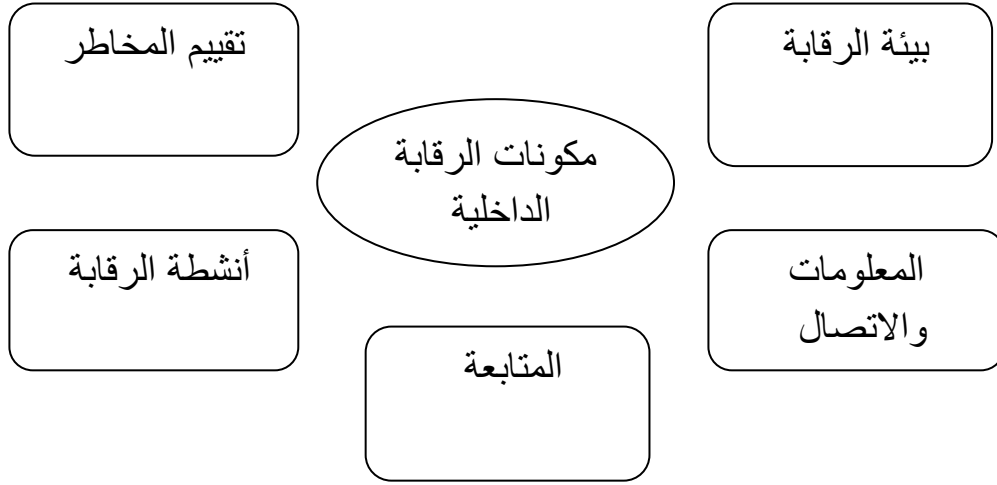 بيئة الرقابة
تقييم المخاطر
مكونات الرقابة
الداخلية
المعلومات
والاتصال
أنشطة الرقابة
المتابعة